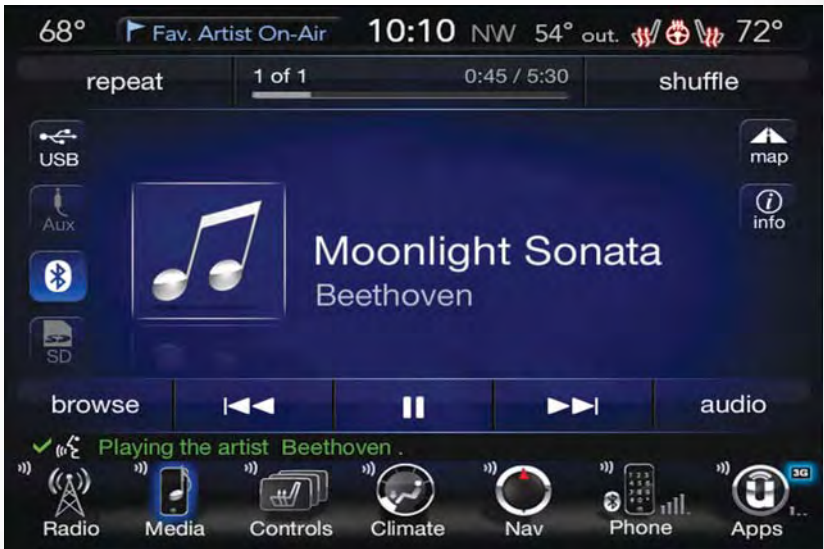 68° Fav. Artist On-Air 10:10 NW 54° out. 72°
repeat 1 of 1 0:45 / 5:30 shuffle
USB
map
Aux
info
Moonlight Sonata
Beethoven
SD
browse audio
Playing the artist Beethoven .
3G
Radio Media Controls Climate Nav Phone Apps